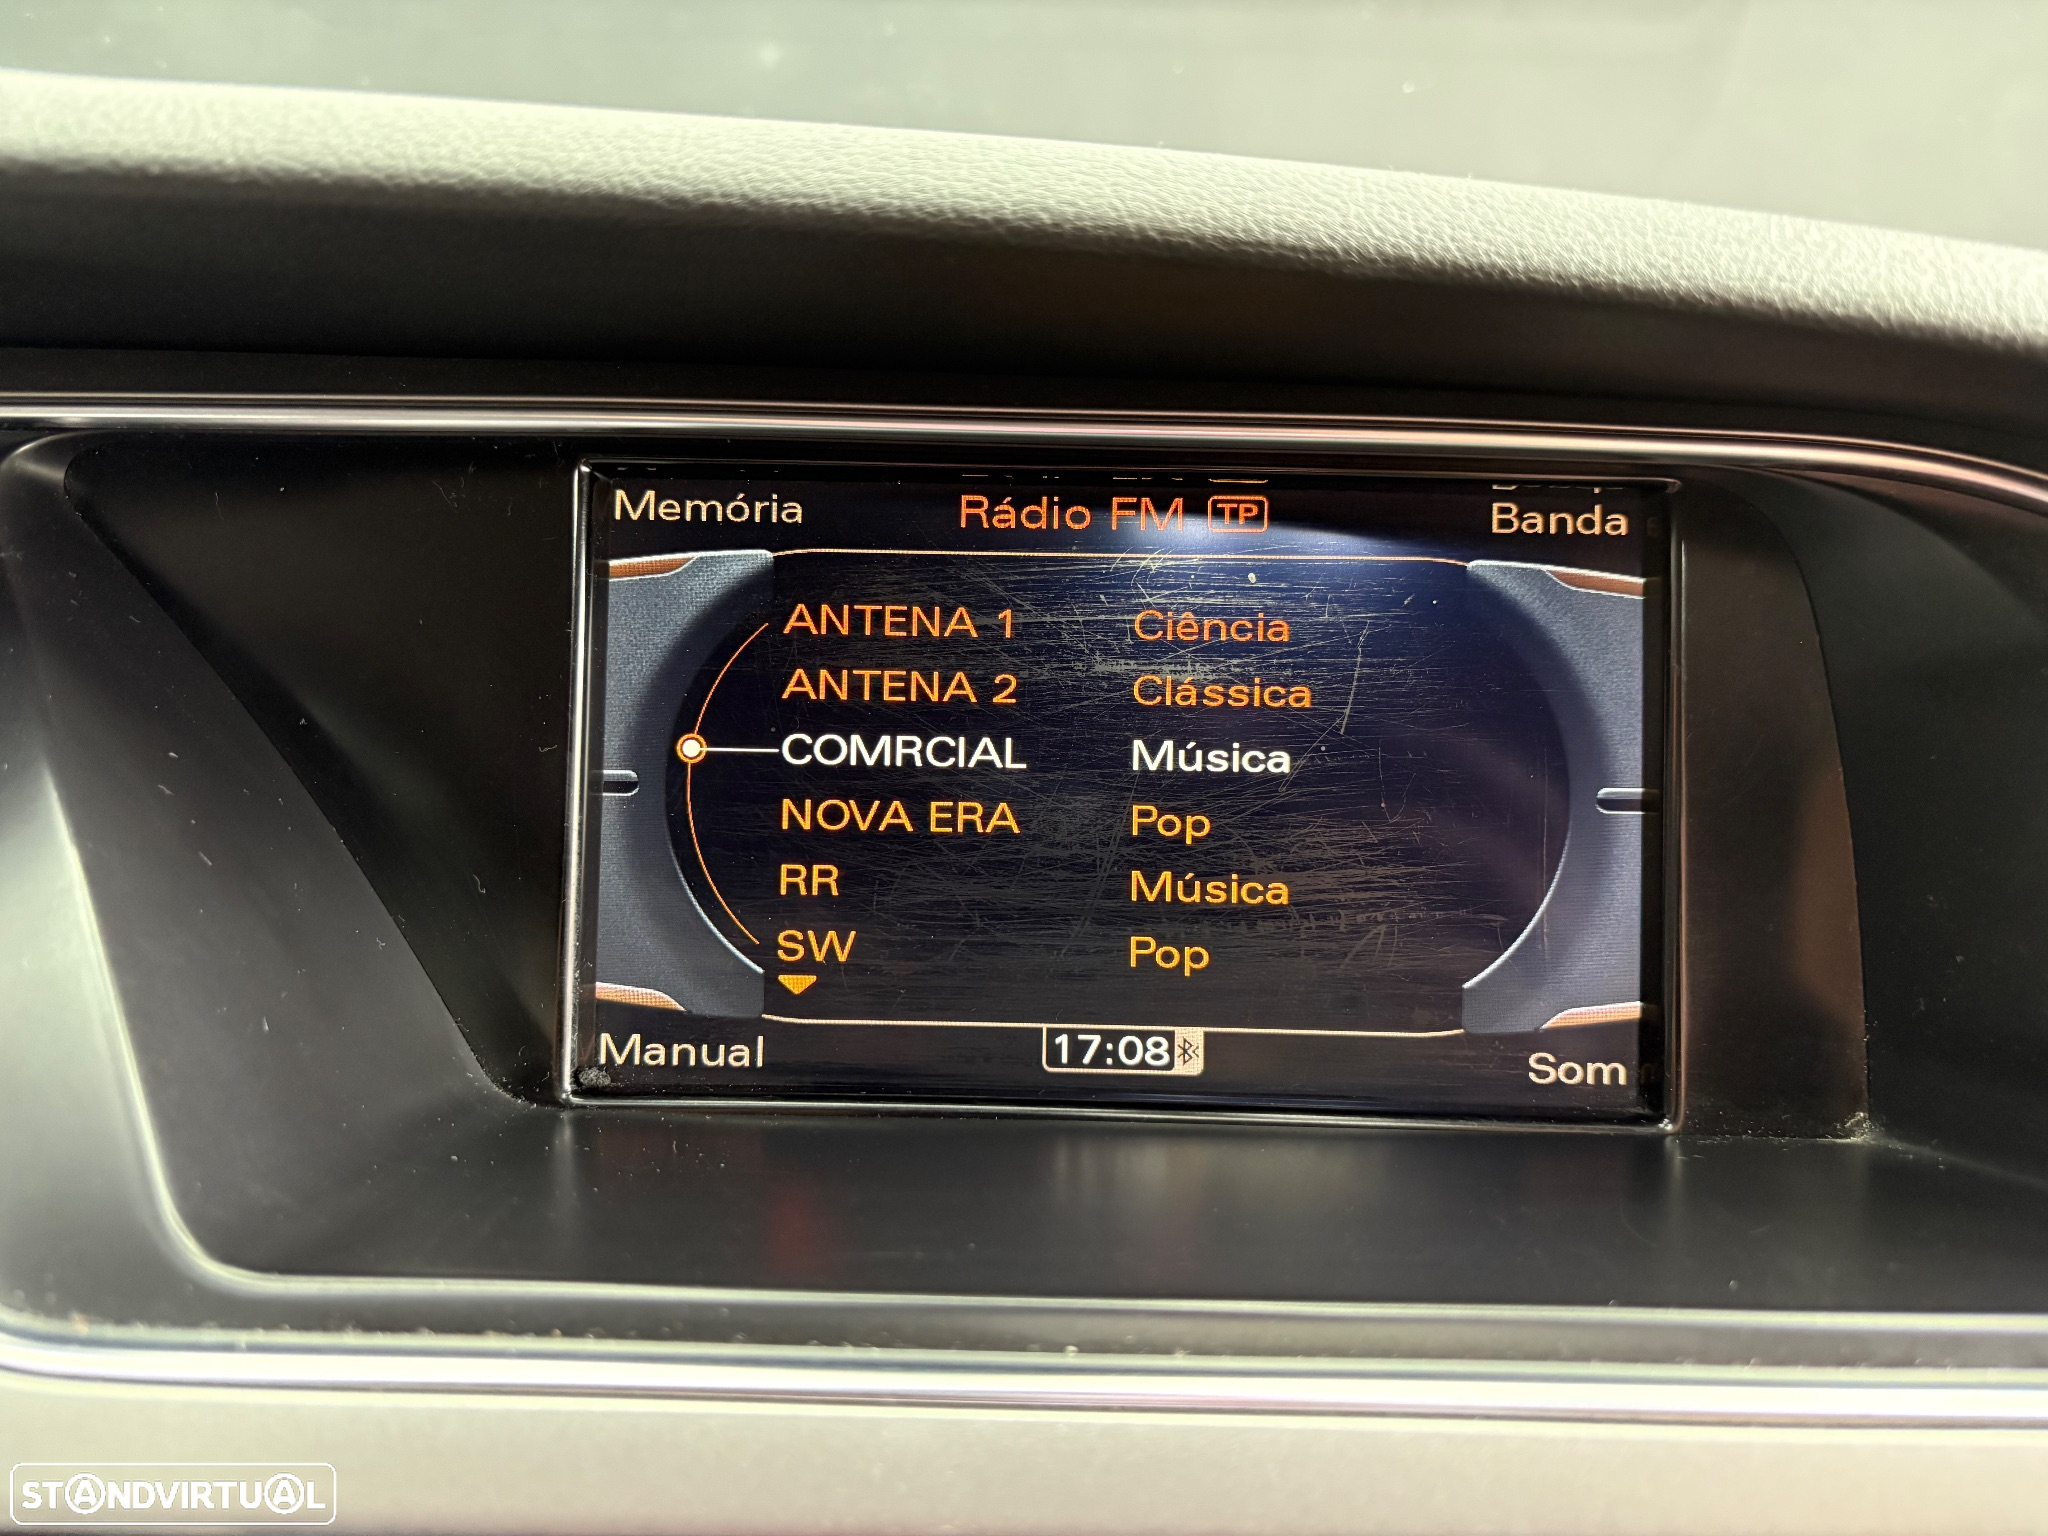 Memória Rádio FM TP Banda
ANTENA 1 Ciência
ANTENA 2 Clássica
COMRCIAL Música
NOVA ERA Pop
RR Música
SW Pop
Manual 17:08 Som
STANDVIRTUAL